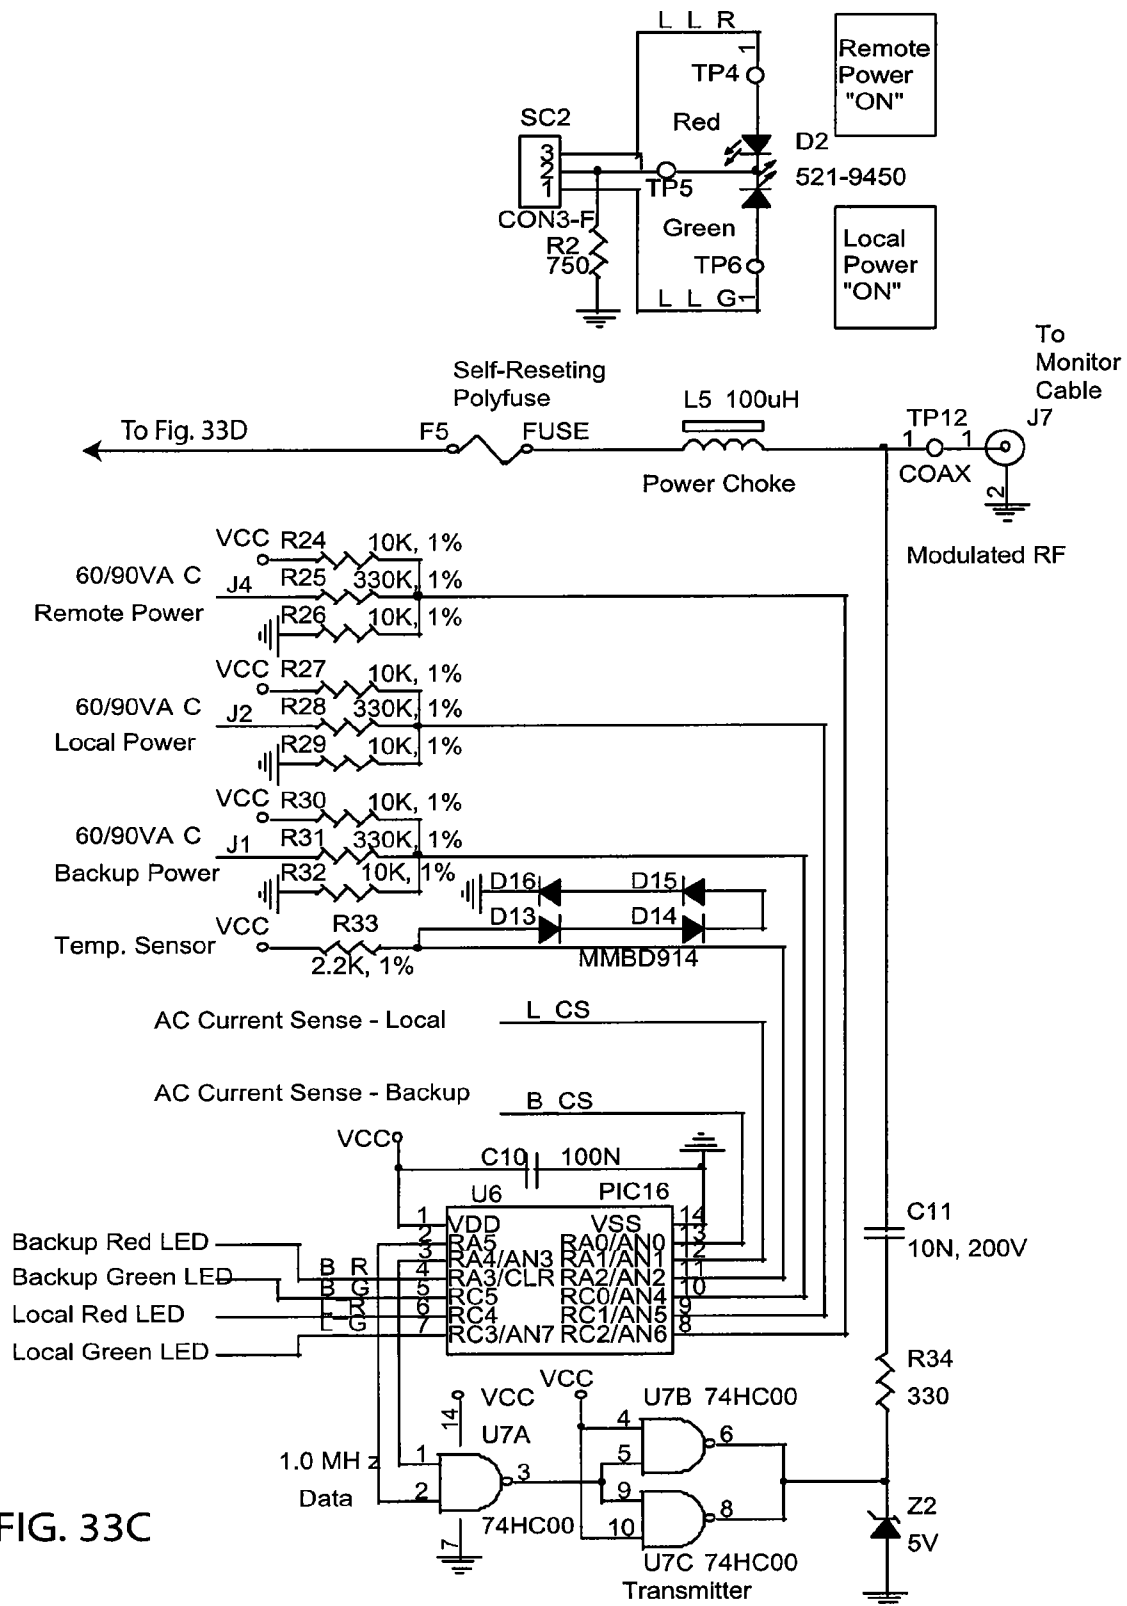 L L R
1
TP4
Remote
Power
"ON"
SC2
Red
D2
3
2
1
TP5
521-9450
CON3-F
R2
750
Green
TP6
Local
Power
"ON"
L L G
1
To
Monitor
Cable
Self-Reseting
Polyfuse
L5 100uH
TP12
J7
To Fig. 33D
F5
FUSE
1
1
COAX
2
Power Choke
Modulated RF
VCC
R24
10K, 1%
60/90VA C
J4
R25
330K, 1%
Remote Power
R26
10K, 1%
VCC
R27
10K, 1%
60/90VA C
J2
R28
330K, 1%
Local Power
R29
10K, 1%
VCC
R30
10K, 1%
60/90VA C
J1
R31
330K, 1%
Backup Power
R32
10K, 1%
D16
D15
VCC
R33
D13
D14
Temp. Sensor
2.2K, 1%
MMBD914
AC Current Sense - Local
L CS
AC Current Sense - Backup
B CS
VCC
C10
100N
U6
PIC16
1
VDD
VSS
14
2
RA5
RA0/AN0
13
3
RA4/AN3
RA1/AN1
12
4
RA3/CLR
RA2/AN2
11
5
RC5
RC0/AN4
10
6
RC4
RC1/AN5
9
7
RC3/AN7
RC2/AN6
8
Backup Red LED
B R
Backup Green LED
B G
Local Red LED
L R
Local Green LED
L G
C11
10N, 200V
R34
330
VCC
VCC
14
U7A
U7B 74HC00
4
5
6
1.0 MH z
1
Data
2
3
74HC00
7
9
10
8
U7C 74HC00
Transmitter
Z2
5V
FIG. 33C